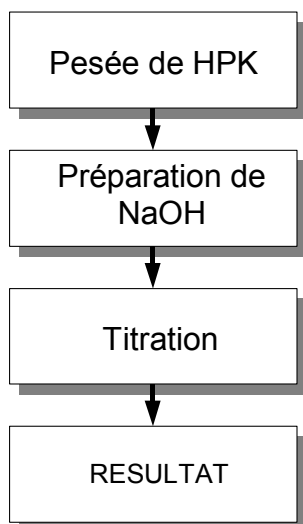 Pesée de HPK
Préparation de
NaOH
Titration
RESULTAT